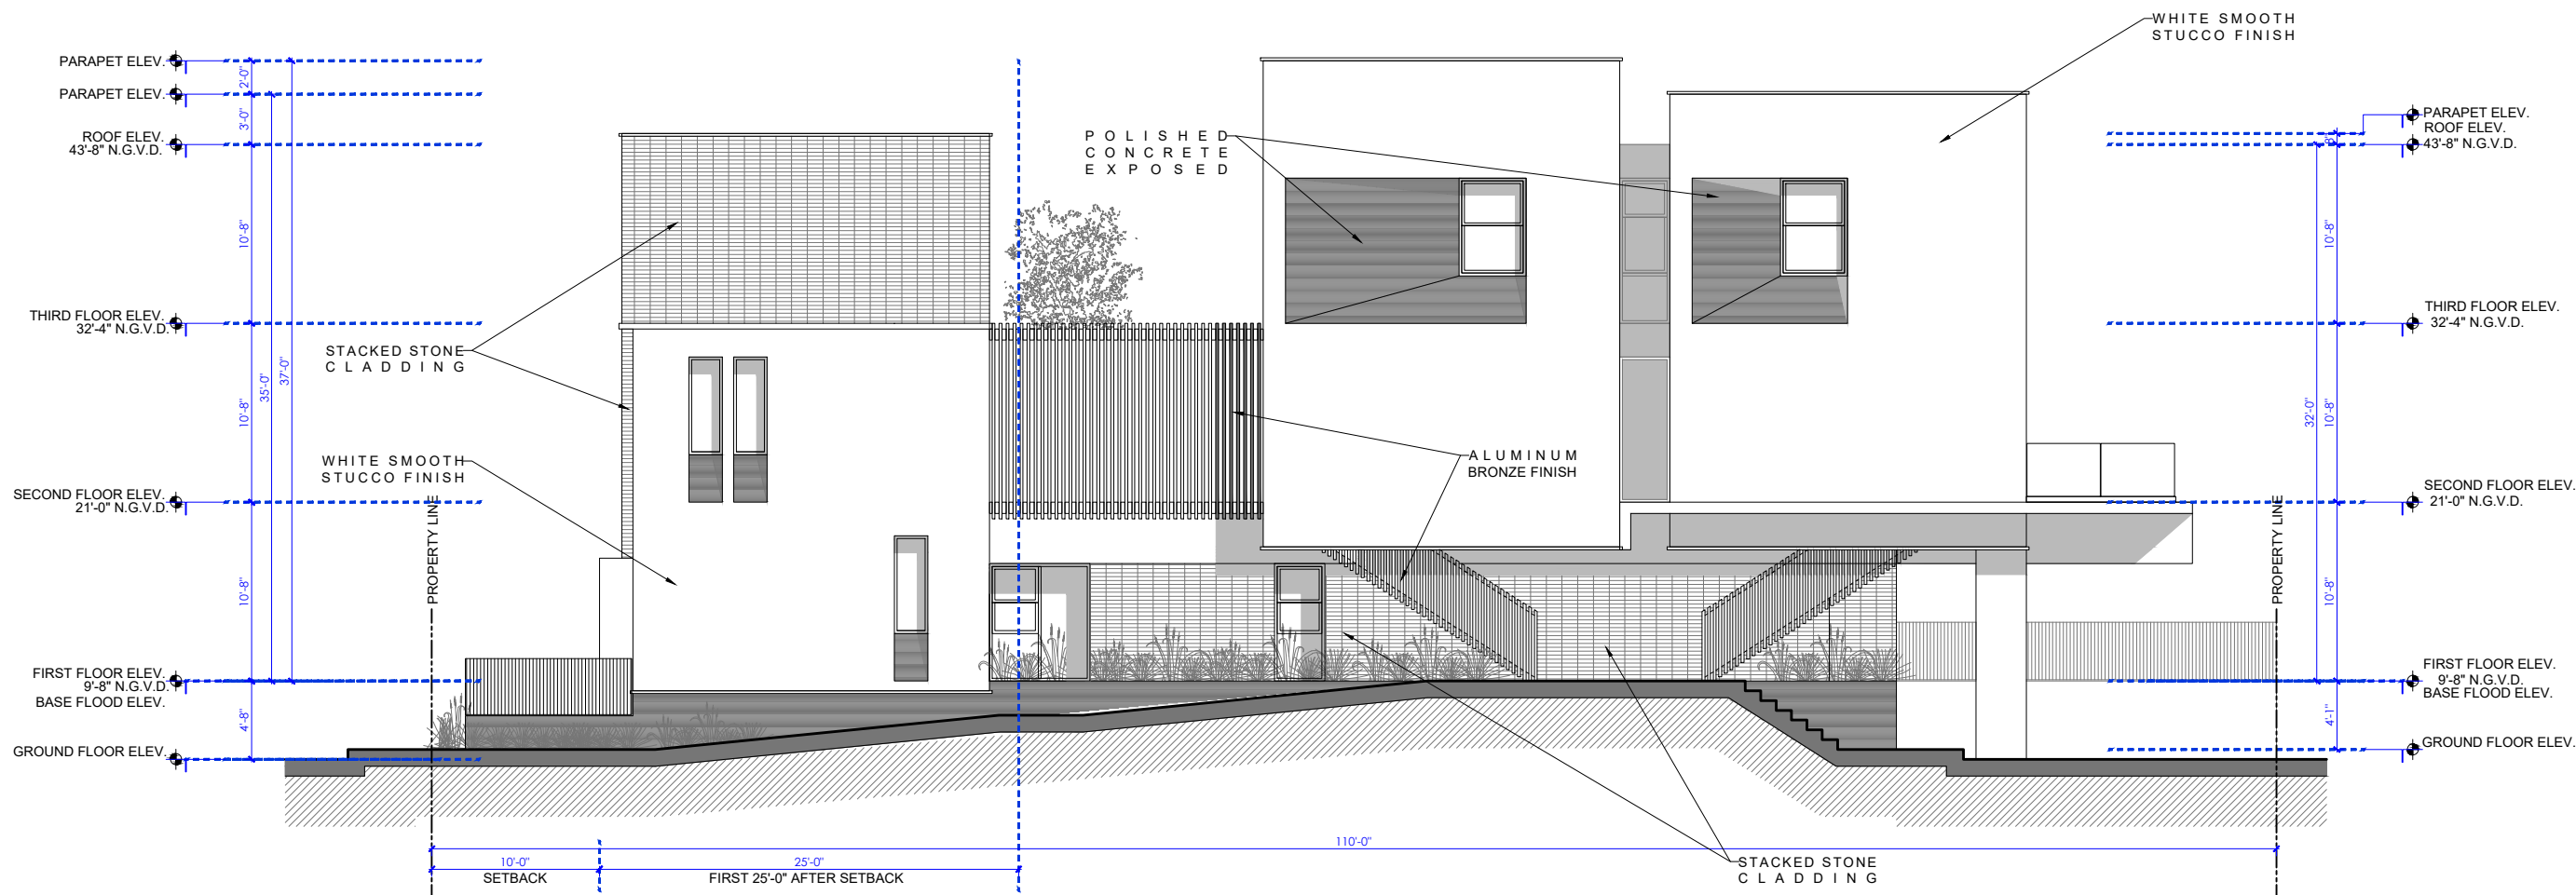 WHITE SMOOTH
STUCCO FINISH
PARAPET ELEV.
PARAPET ELEV.
ROOF ELEV.
43'-8" N.G.V.D.
THIRD FLOOR ELEV.
32'-4" N.G.V.D.
SECOND FLOOR ELEV.
21'-0" N.G.V.D.
FIRST FLOOR ELEV.
9'-8" N.G.V.D.
BASE FLOOD ELEV.
GROUND FLOOR ELEV.
2'-0"
3'-0"
10'-8"
10'-8"
10'-8"
4'-8"
35'-0"
37'-0"
STACKED STONE
CLADDING
WHITE SMOOTH
STUCCO FINISH
PROPERTY LINE
POLISHED
CONCRETE
EXPOSED
ALUMINUM
BRONZE FINISH
PARAPET ELEV.
ROOF ELEV.
43'-8" N.G.V.D.
THIRD FLOOR ELEV.
32'-4" N.G.V.D.
SECOND FLOOR ELEV.
21'-0" N.G.V.D.
FIRST FLOOR ELEV.
9'-8" N.G.V.D.
BASE FLOOD ELEV.
GROUND FLOOR ELEV.
8"
10'-8"
10'-8"
10'-8"
4'-1"
32'-0"
PROPERTY LINE
110'-0"
10'-0"
SETBACK
25'-0"
FIRST 25'-0" AFTER SETBACK
STACKED STONE
CLADDING